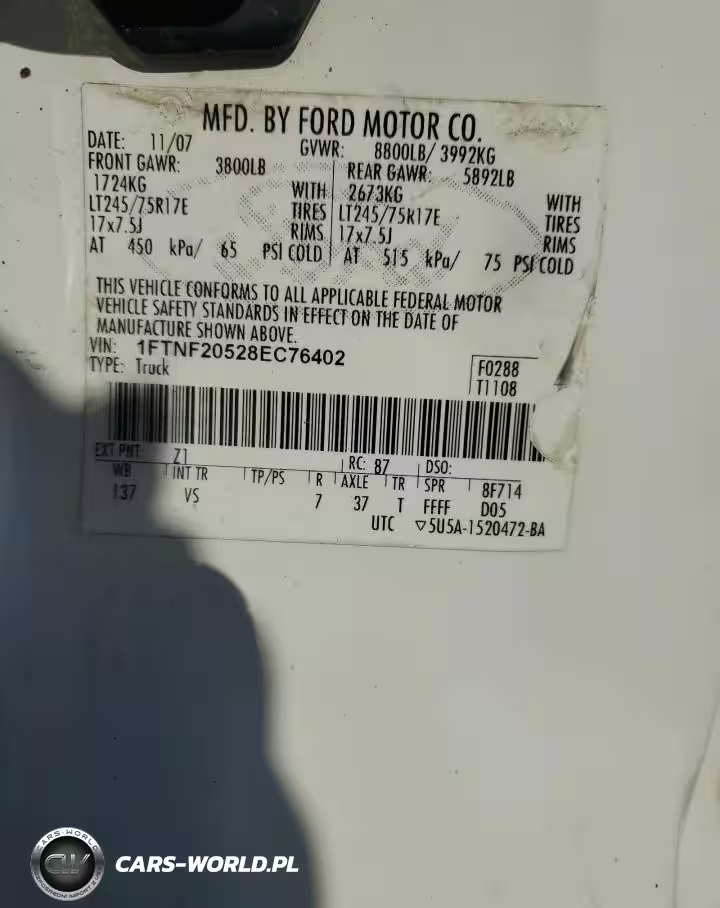 MFD. BY FORD MOTOR CO.
DATE: 11/07 GVWR: 8800LB/ 3992KG
FRONT GAWR: 3800LB REAR GAWR: 5892LB
1724KG WITH 2673KG WITH
LT245/75R17E TIRES LT245/75R17E TIRES
17x7.5J RIMS 17x7.5J RIMS
AT 450 kPa/ 65 PSI COLD AT 515 kPa/ 75 PSI COLD
THIS VEHICLE CONFORMS TO ALL APPLICABLE FEDERAL MOTOR
VEHICLE SAFETY STANDARDS IN EFFECT ON THE DATE OF
MANUFACTURE SHOWN ABOVE.
VIN: 1FTNF20528EC76402
TYPE: Truck
F0288
T1108
EXT PNT: Z1 RC: 87 DSO:
WB INT TR TP/PS R AXLE TR SPR 8F714
137 VS 7 37 T FFFF D05
UTC ▽5U5A-1520472-BA
CARS-WORLD
CW
CARS-WORLD.PL